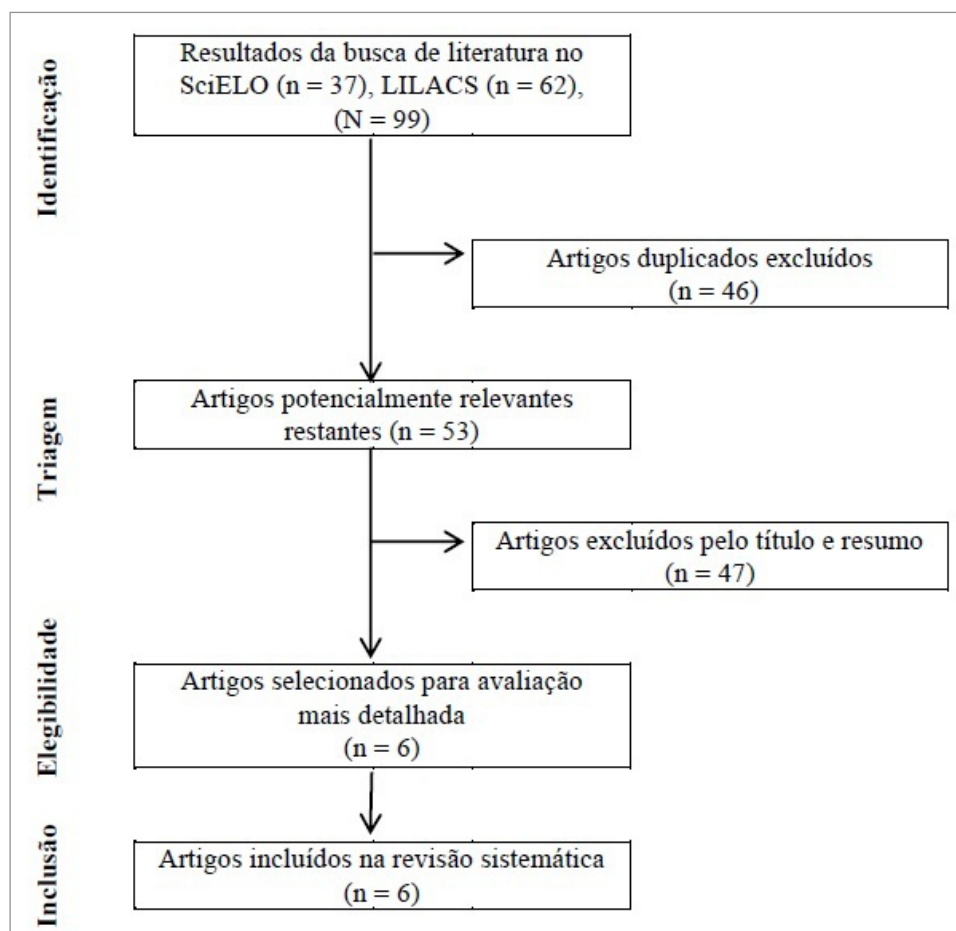 Identificação
Resultados da busca de literatura no
SciELO (n = 37), LILACS (n = 62),
(N = 99)
Artigos duplicados excluídos
(n = 46)
Triagem
Artigos potencialmente relevantes
restantes (n = 53)
Artigos excluídos pelo título e resumo
(n = 47)
Elegibilidade
Artigos selecionados para avaliação
mais detalhada
(n = 6)
Inclusão
Artigos incluídos na revisão sistemática
(n = 6)